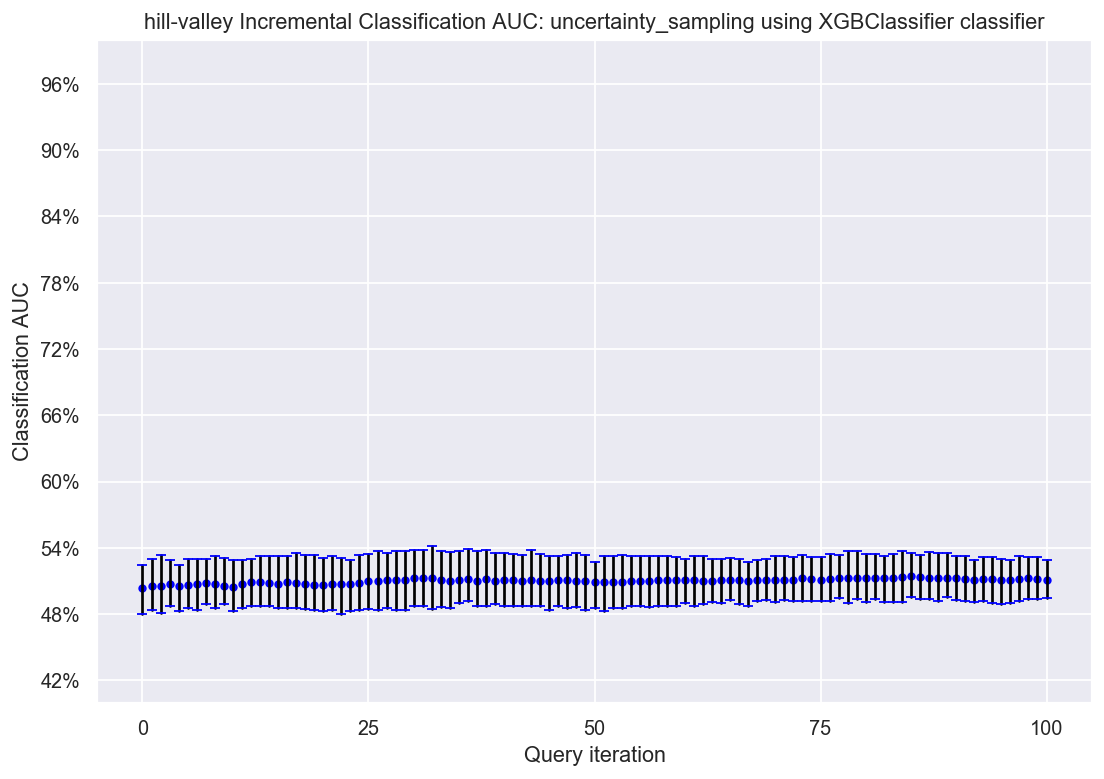 hill-valley Incremental Classification AUC: uncertainty_sampling using XGBClassifier classifier
96%
90%
84%
78%
72%
66%
60%
54%
48%
42%
Classification AUC
0 25 50 75 100
Query iteration